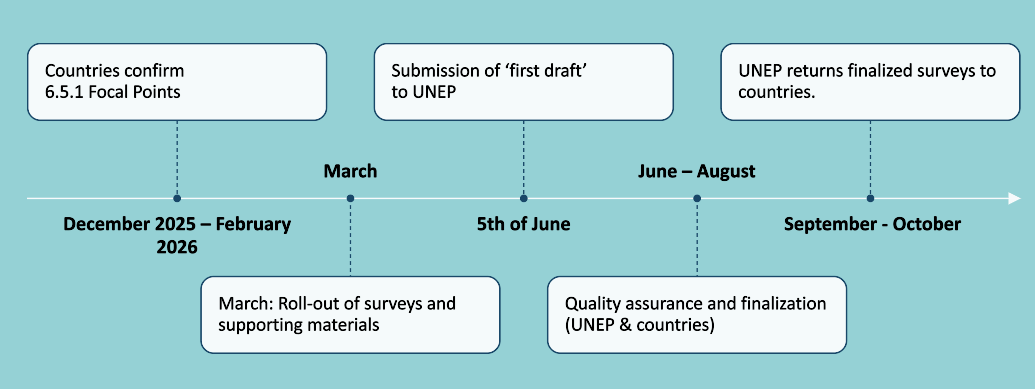 Countries confirm
6.5.1 Focal Points
Submission of ‘first draft’
to UNEP
UNEP returns finalized surveys to
countries.
March
June – August
December 2025 – February
2026
5th of June
September - October
March: Roll-out of surveys and
supporting materials
Quality assurance and finalization
(UNEP & countries)